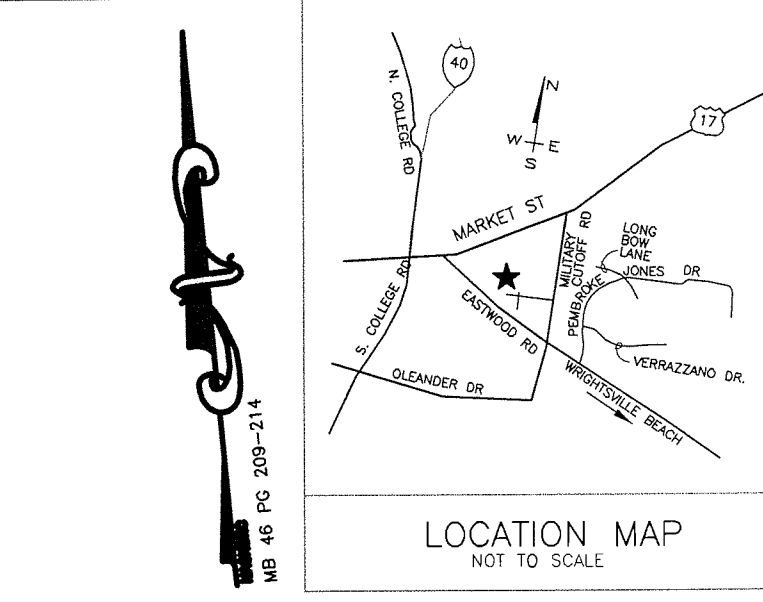 N. COLLEGE RD
40
N
W E
S
17
MARKET ST
MILITARY
CUTOFF RD
LONG
BOW
LANE
PEMBROKE JONES DR
S. COLLEGE RD
EASTWOOD RD
VERRAZZANO DR.
OLEANDER DR
WRIGHTSVILLE BEACH
MB 46 PG 209-214
LOCATION MAP
NOT TO SCALE